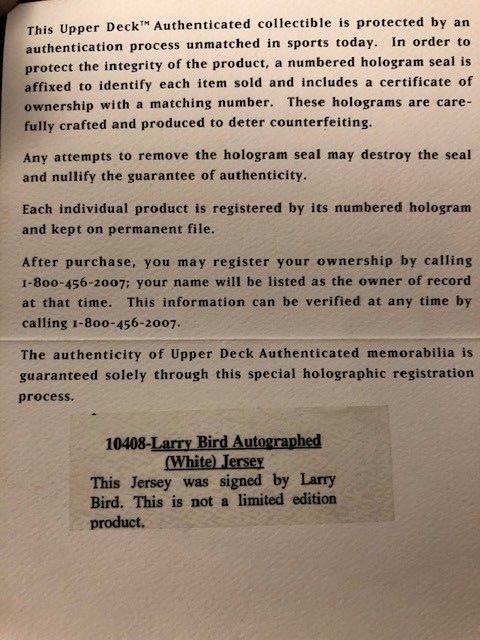 This Upper Deck™ Authenticated collectible is protected by an
authentication process unmatched in sports today. In order to
protect the integrity of the product, a numbered hologram seal is
affixed to identify each item sold and includes a certificate of
ownership with a matching number. These holograms are care-
fully crafted and produced to deter counterfeiting.
Any attempts to remove the hologram seal may destroy the seal
and nullify the guarantee of authenticity.
Each individual product is registered by its numbered hologram
and kept on permanent file.
After purchase, you may register your ownership by calling
1-800-456-2007; your name will be listed as the owner of record
at that time. This information can be verified at any time by
calling 1-800-456-2007.
The authenticity of Upper Deck Authenticated memorabilia is
guaranteed solely through this special holographic registration
process.
10408-Larry Bird Autographed
(White) Jersey
This Jersey was signed by Larry
Bird. This is not a limited edition
product.